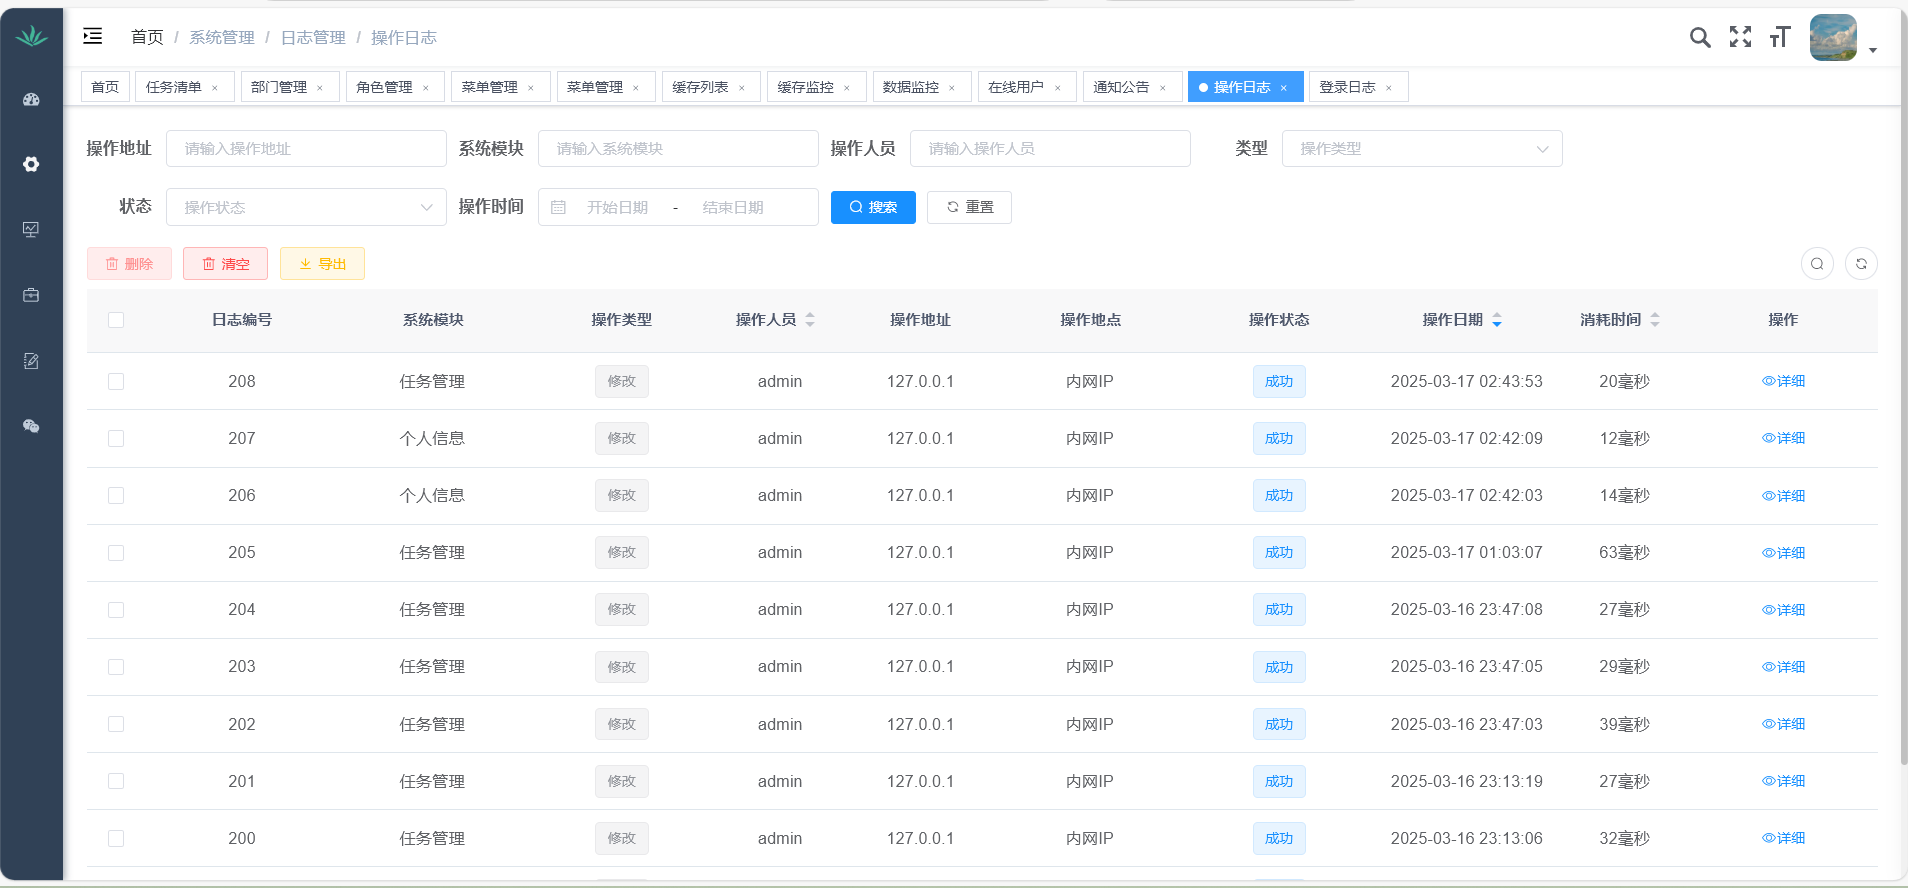 首页 / 系统管理 / 日志管理 / 操作日志
首页 任务清单 × 部门管理 × 角色管理 × 菜单管理 × 菜单管理 × 缓存列表 × 缓存监控 × 数据监控 × 在线用户 × 通知公告 × 操作日志 × 登录日志 ×
操作地址 请输入操作地址 系统模块 请输入系统模块 操作人员 请输入操作人员 类型 操作类型
状态 操作状态 操作时间 开始日期 - 结束日期 搜索 重置
删除 清空 导出
日志编号 系统模块 操作类型 操作人员 操作地址 操作地点 操作状态 操作日期 消耗时间 操作
208 任务管理 修改 admin 127.0.0.1 内网IP 成功 2025-03-17 02:43:53 20毫秒 详细
207 个人信息 修改 admin 127.0.0.1 内网IP 成功 2025-03-17 02:42:09 12毫秒 详细
206 个人信息 修改 admin 127.0.0.1 内网IP 成功 2025-03-17 02:42:03 14毫秒 详细
205 任务管理 修改 admin 127.0.0.1 内网IP 成功 2025-03-17 01:03:07 63毫秒 详细
204 任务管理 修改 admin 127.0.0.1 内网IP 成功 2025-03-16 23:47:08 27毫秒 详细
203 任务管理 修改 admin 127.0.0.1 内网IP 成功 2025-03-16 23:47:05 29毫秒 详细
202 任务管理 修改 admin 127.0.0.1 内网IP 成功 2025-03-16 23:47:03 39毫秒 详细
201 任务管理 修改 admin 127.0.0.1 内网IP 成功 2025-03-16 23:13:19 27毫秒 详细
200 任务管理 修改 admin 127.0.0.1 内网IP 成功 2025-03-16 23:13:06 32毫秒 详细